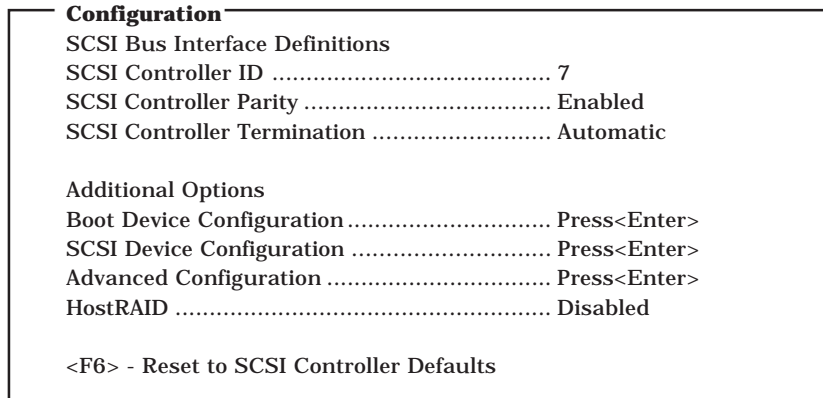 Configuration
SCSI Bus Interface Definitions
SCSI Controller ID ......................................... 7
SCSI Controller Parity .................................... Enabled
SCSI Controller Termination .......................... Automatic
Additional Options
Boot Device Configuration.............................. Press<Enter>
SCSI Device Configuration ............................. Press<Enter>
Advanced Configuration ................................. Press<Enter>
HostRAID ....................................................... Disabled
<F6> - Reset to SCSI Controller Defaults